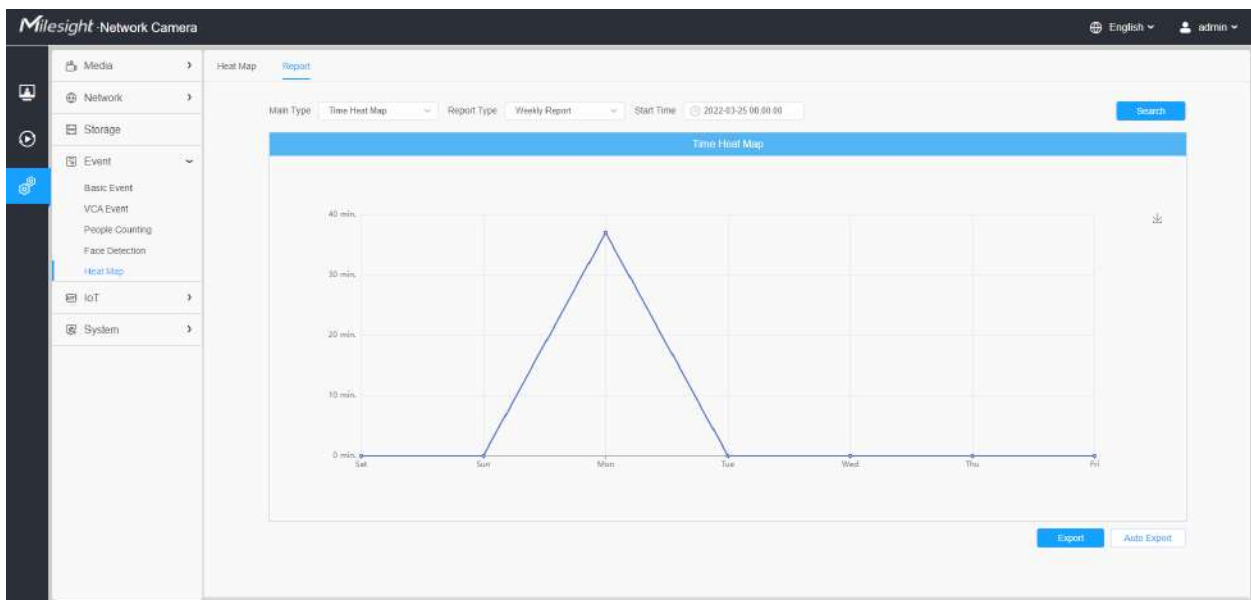 Milesight -Network Camera
English
admin
Media
Network
Storage
Event
Basic Event
VCA Event
People Counting
Face Detection
Heat Map
IoT
System
Heat Map Report
Main Type Time Heat Map Report Type Weekly Report Start Time 2022-03-25 00:00:00 Search
Time Heat Map
40 min.
30 min.
20 min.
10 min.
0 min.
Sat Sun Mon Tue Wed Thu Fri
Export Auto Export